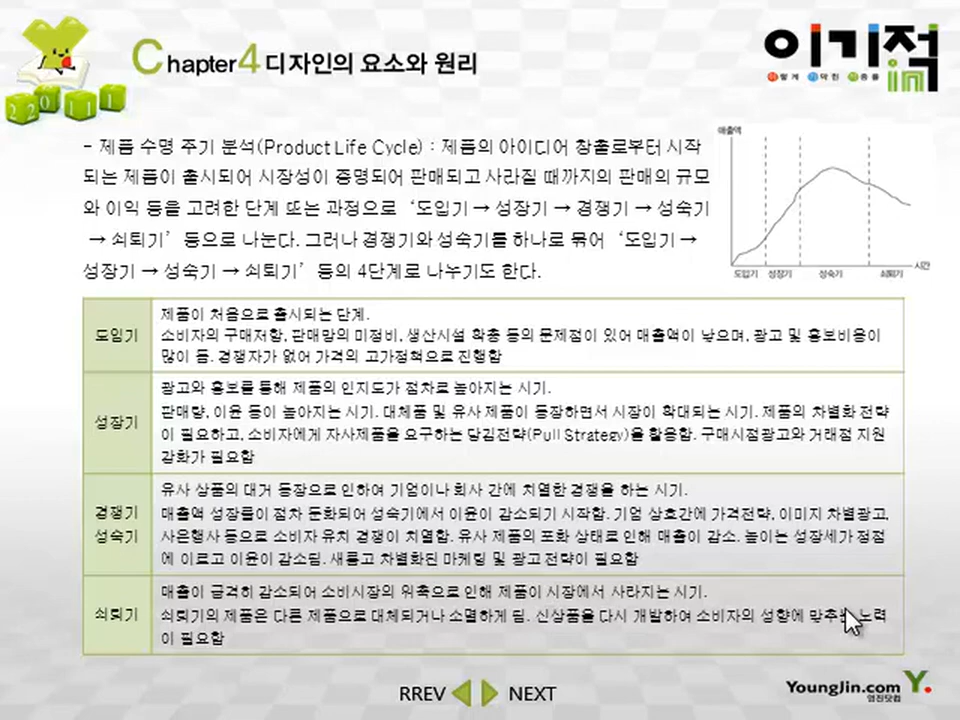 Chapter4 디자인의 요소와 원리
이기적in
이렇게 기막힌 적중률
2 2 0 1 1 1
- 제품 수명 주기 분석(Product Life Cycle) : 제품의 아이디어 창출로부터 시작
되는 제품이 출시되어 시장성이 증명되어 판매되고 사라질 때까지의 판매의 규모
와 이익 등을 고려한 단계 또는 과정으로 ‘도입기 → 성장기 → 경쟁기 → 성숙기
→ 쇠퇴기’ 등으로 나눈다. 그러나 경쟁기와 성숙기를 하나로 묶어 ‘도입기 →
성장기 → 성숙기 → 쇠퇴기’ 등의 4단계로 나누기도 한다.
매출액
시간
도입기 성장기 성숙기 쇠퇴기
도입기
제품이 처음으로 출시되는 단계.
소비자의 구매저항, 판매망의 미정비, 생산시설 확충 등의 문제점이 있어 매출액이 낮으며, 광고 및 홍보비용이
많이 듬. 경쟁자가 없어 가격의 고가정책으로 진행함
성장기
광고와 홍보를 통해 제품의 인지도가 점차로 높아지는 시기.
판매량, 이윤 등이 높아지는 시기. 대체품 및 유사 제품이 등장하면서 시장이 확대되는 시기. 제품의 차별화 전략
이 필요하고, 소비자에게 자사제품을 요구하는 당김전략(Pull Strategy)을 활용함. 구매시점광고와 거래점 지원
강화가 필요함
경쟁기
성숙기
유사 상품의 대거 등장으로 인하여 기업이나 회사 간에 치열한 경쟁을 하는 시기.
매출액 성장률이 점차 둔화되어 성숙기에서 이윤이 감소되기 시작함. 기업 상호간에 가격전략, 이미지 차별광고,
사은행사 등으로 소비자 유치 경쟁이 치열함. 유사 제품의 포화 상태로 인해 매출이 감소. 높이는 성장세가 정점
에 이르고 이윤이 감소됨. 새롭고 차별화된 마케팅 및 광고 전략이 필요함
쇠퇴기
매출이 급격히 감소되어 소비시장의 위축으로 인해 제품이 시장에서 사라지는 시기.
쇠퇴기의 제품은 다른 제품으로 대체되거나 소멸하게 됨. 신상품을 다시 개발하여 소비자의 성향에 맞추는 노력
이 필요함
RREV NEXT
YoungJin.com Y.
영진닷컴